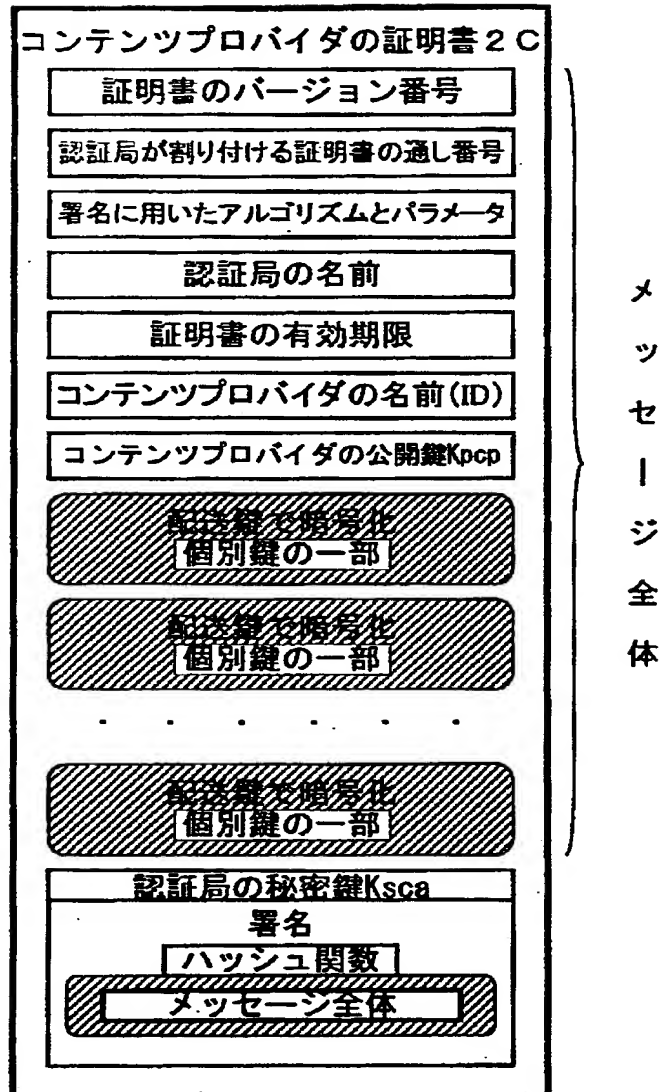 コンテンツプロバイダの証明書2C
証明書のバージョン番号
認証局が割り付ける証明書の通し番号
署名に用いたアルゴリズムとパラメータ
認証局の名前
証明書の有効期限
コンテンツプロバイダの名前(ID)
コンテンツプロバイダの公開鍵Kpcp
配送鍵で暗号化
個別鍵の一部
配送鍵で暗号化
個別鍵の一部
・ ・ ・ ・ ・ ・
配送鍵で暗号化
個別鍵の一部
認証局の秘密鍵Ksca
署名
ハッシュ関数
メッセージ全体
メッセージ全体